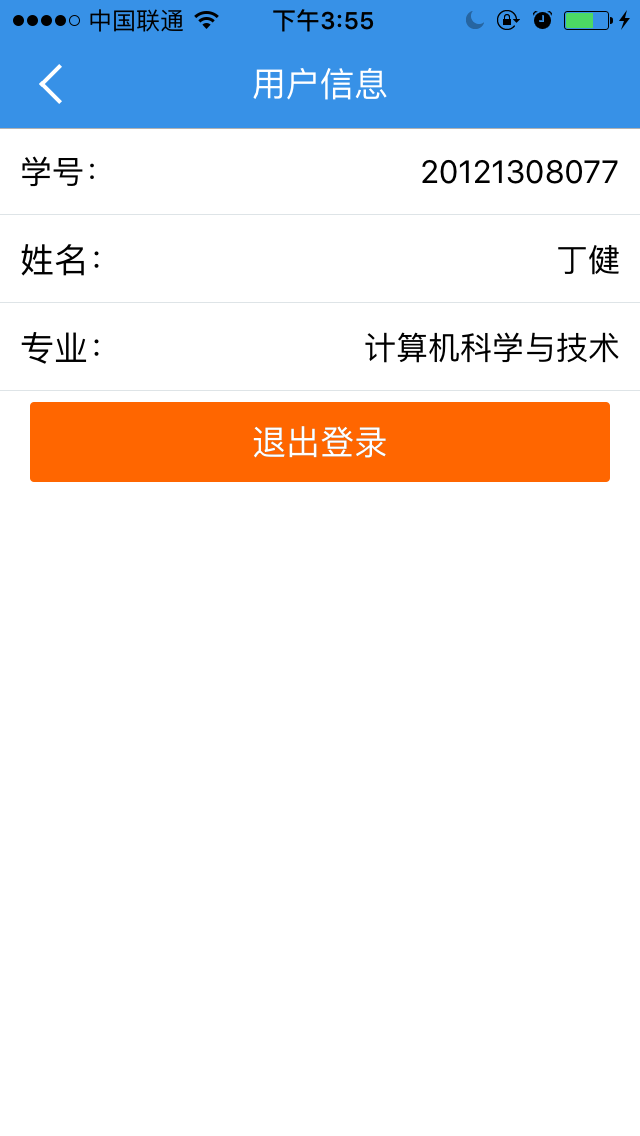 中国联通 下午3:55
用户信息
学号： 20121308077
姓名： 丁健
专业： 计算机科学与技术
退出登录